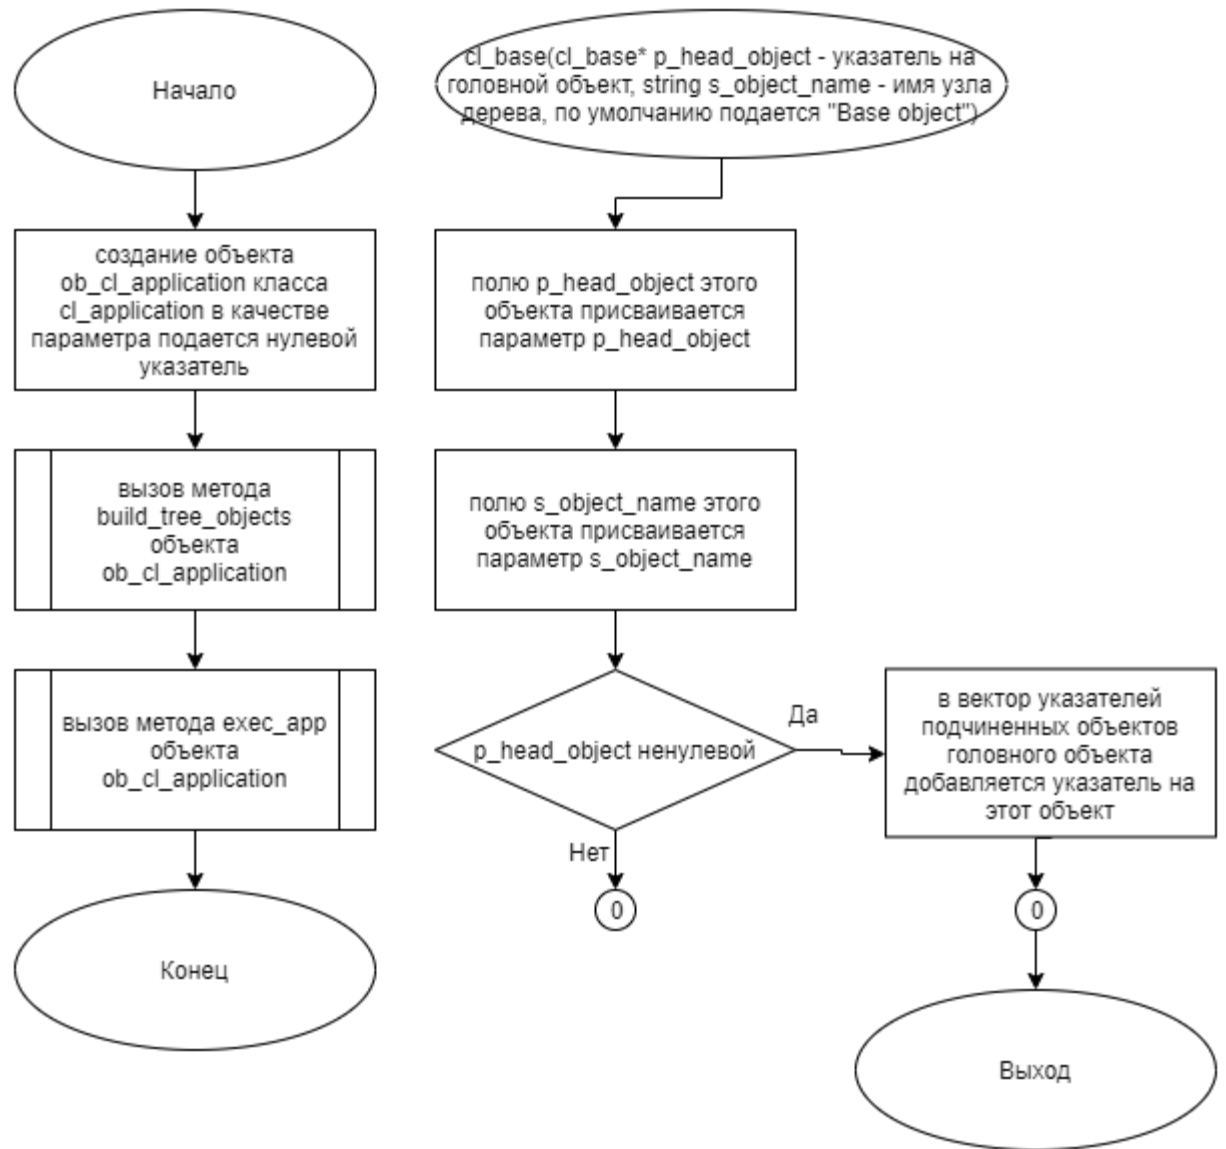 Начало
создание объекта
ob_cl_application класса
cl_application в качестве
параметра подается нулевой
указатель
вызов метода
build_tree_objects
объекта
ob_cl_application
вызов метода exec_app
объекта
ob_cl_application
Конец
cl_base(cl_base* p_head_object - указатель на
головной объект, string s_object_name - имя узла
дерева, по умолчанию подается "Base object")
полю p_head_object этого
объекта присваивается
параметр p_head_object
полю s_object_name этого
объекта присваивается
параметр s_object_name
p_head_object ненулевой
Да
Нет
0
в вектор указателей
подчиненных объектов
головного объекта
добавляется указатель на
этот объект
0
Выход